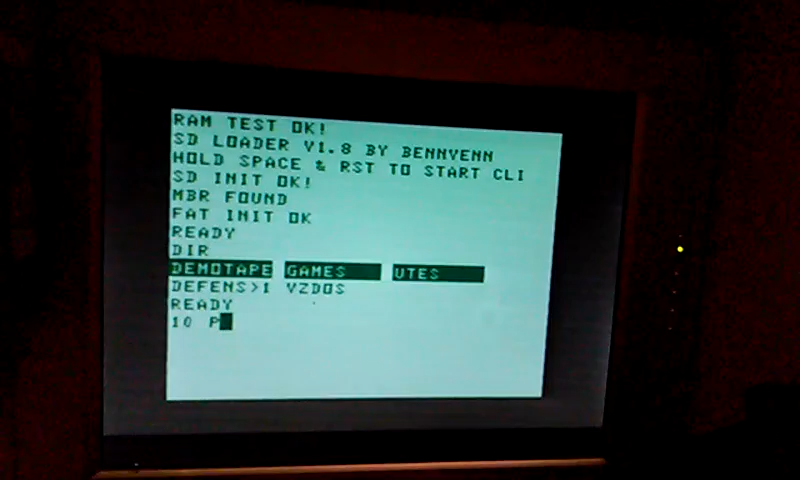 RAM TEST OK!
SD LOADER V1.8 BY BENNVENN
HOLD SPACE & RST TO START CLI
SD INIT OK!
MBR FOUND
FAT INIT OK
READY
DIR
DEMOTAPE GAMES UTES
DEFENS>1 VZDOS
READY
10 P